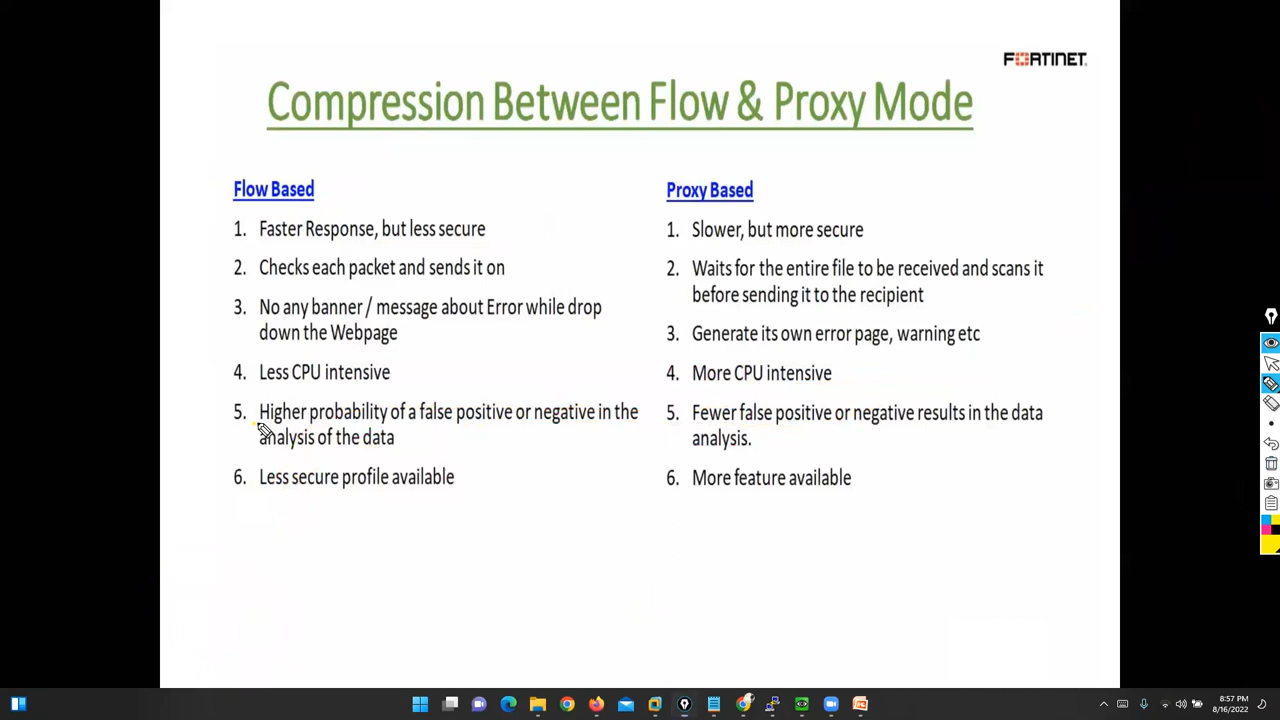 FORTINET
Compression Between Flow & Proxy Mode
Flow Based
1. Faster Response, but less secure
2. Checks each packet and sends it on
3. No any banner / message about Error while drop
down the Webpage
4. Less CPU intensive
5. Higher probability of a false positive or negative in the
analysis of the data
6. Less secure profile available
Proxy Based
1. Slower, but more secure
2. Waits for the entire file to be received and scans it
before sending it to the recipient
3. Generate its own error page, warning etc
4. More CPU intensive
5. Fewer false positive or negative results in the data
analysis.
6. More feature available
8:57 PM
8/16/2022